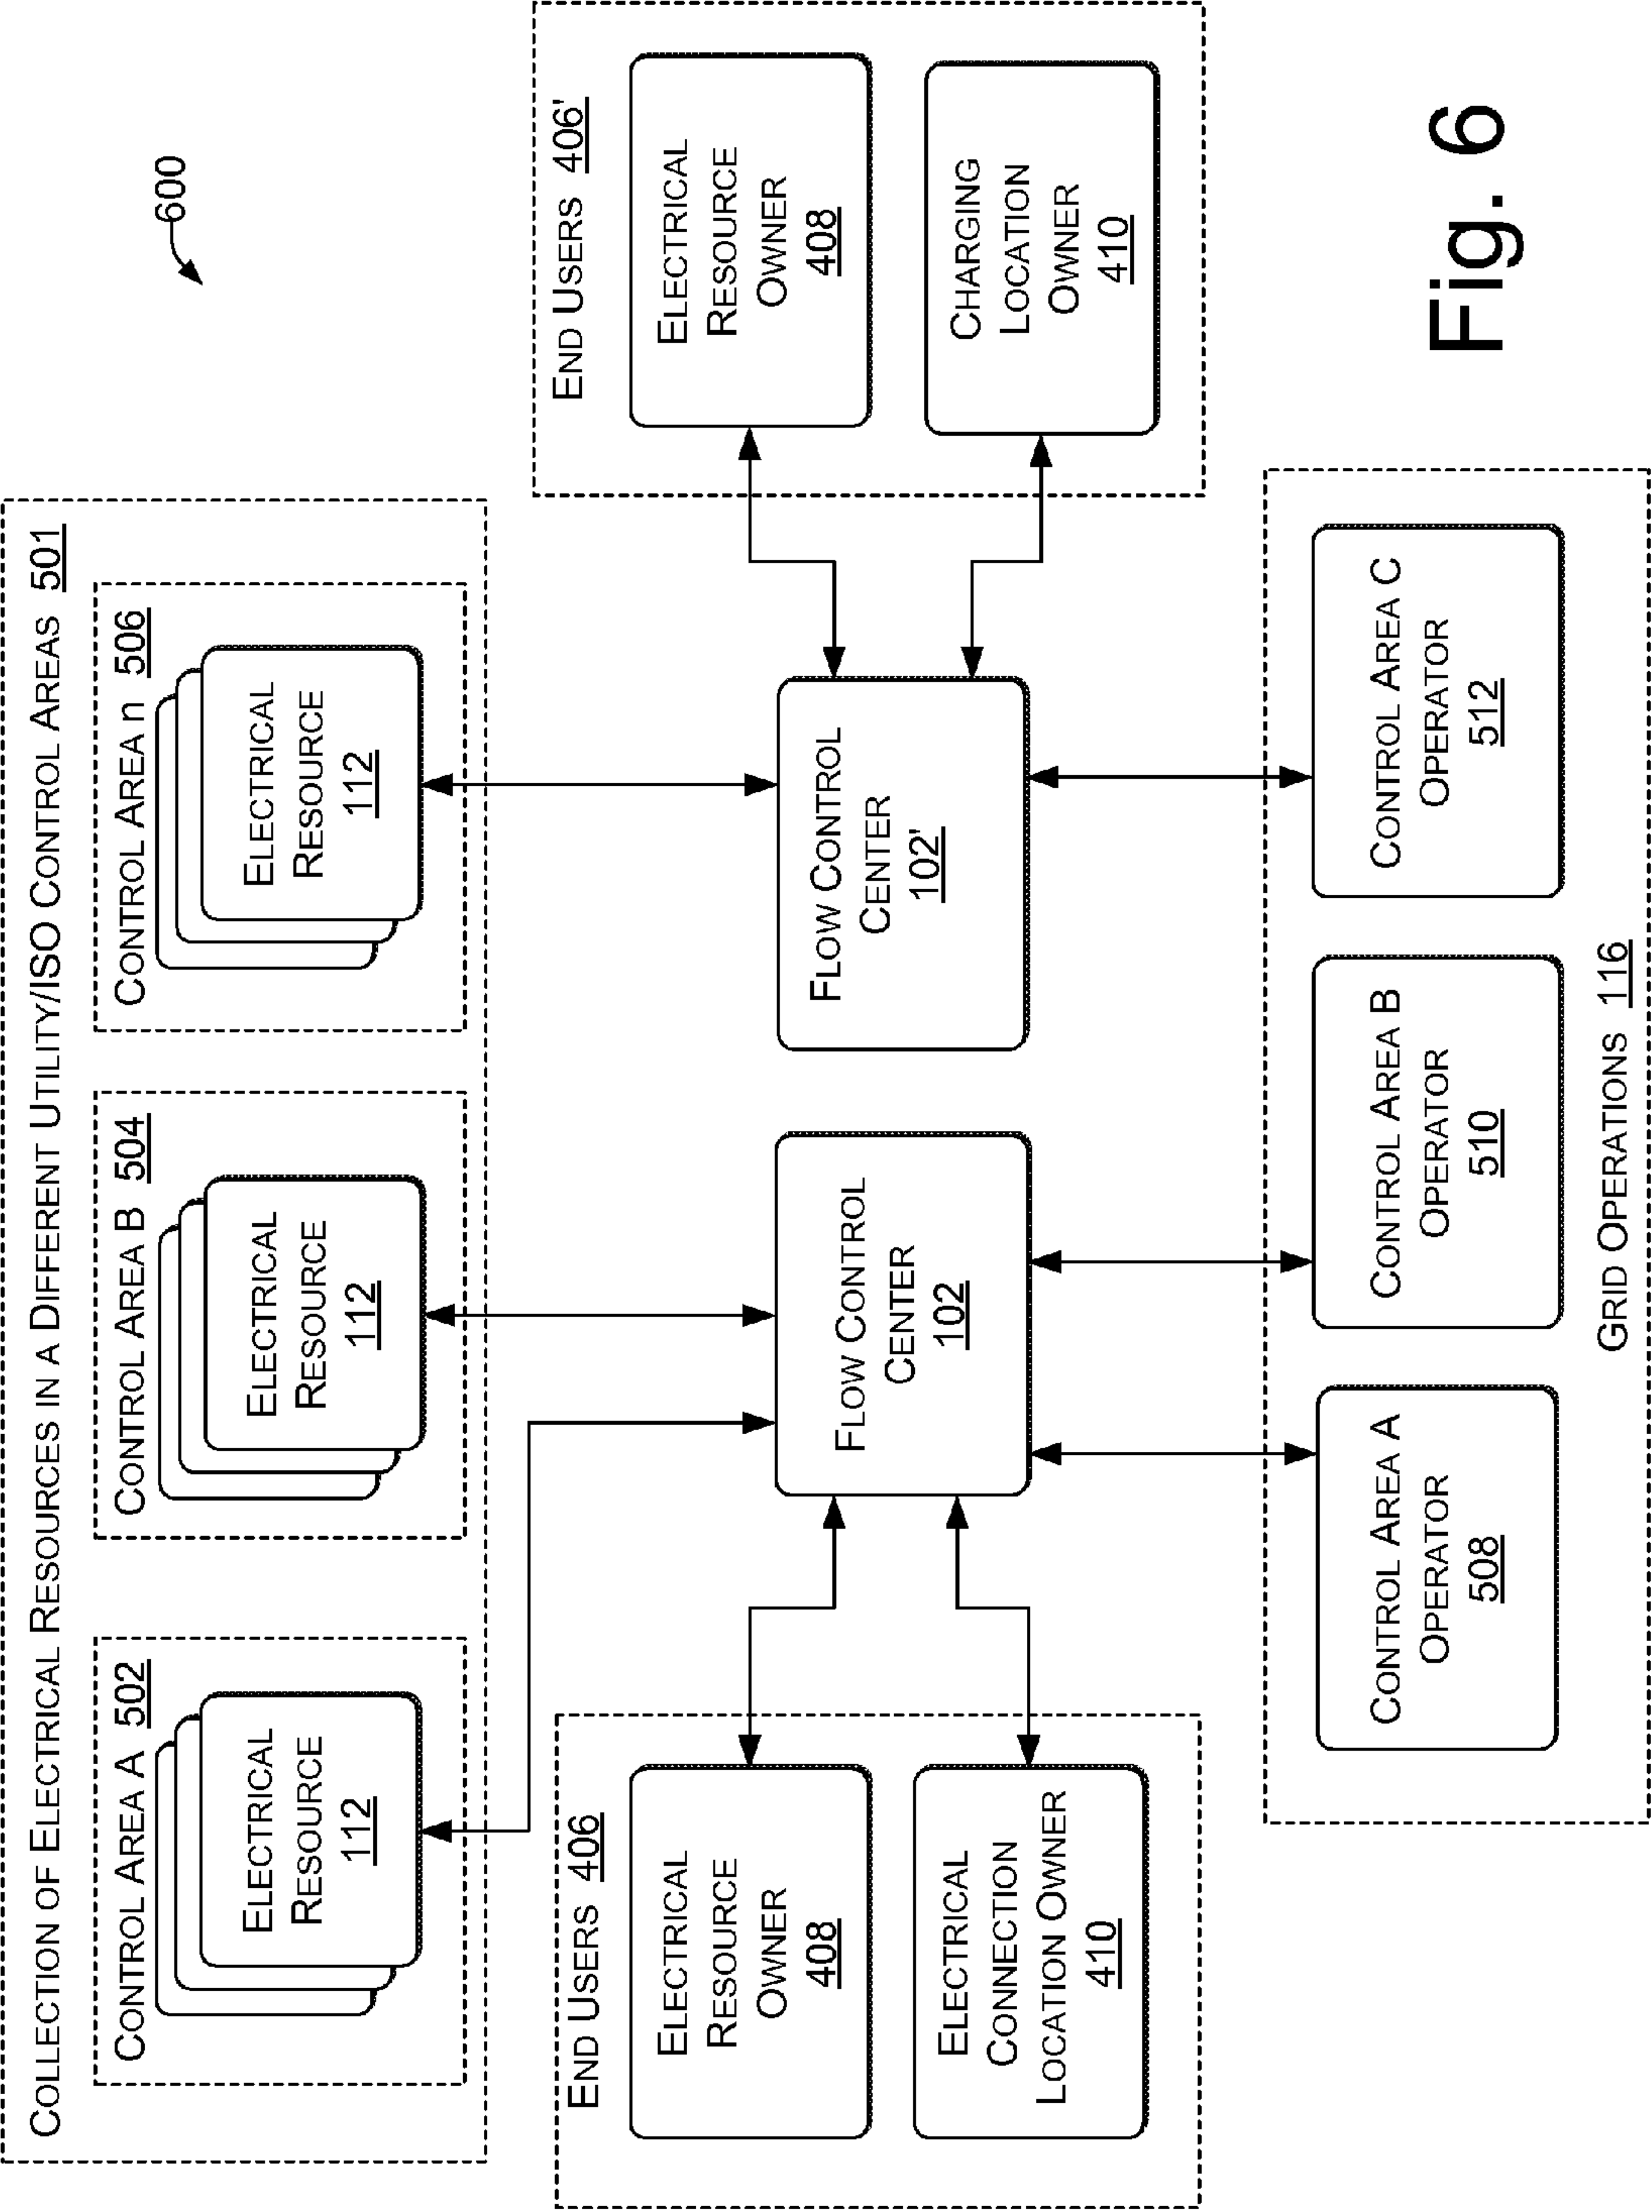 600
COLLECTION OF ELECTRICAL RESOURCES IN A DIFFERENT UTILITY/ISO CONTROL AREAS 501
CONTROL AREA A 502
ELECTRICAL
RESOURCE
112
CONTROL AREA B 504
ELECTRICAL
RESOURCE
112
CONTROL AREA n 506
ELECTRICAL
RESOURCE
112
END USERS 406
ELECTRICAL
RESOURCE
OWNER
408
ELECTRICAL
CONNECTION
LOCATION OWNER
410
FLOW CONTROL
CENTER
102
FLOW CONTROL
CENTER
102'
END USERS 406'
ELECTRICAL
RESOURCE
OWNER
408
CHARGING
LOCATION
OWNER
410
CONTROL AREA A
OPERATOR
508
CONTROL AREA B
OPERATOR
510
CONTROL AREA C
OPERATOR
512
GRID OPERATIONS 116
Fig. 6